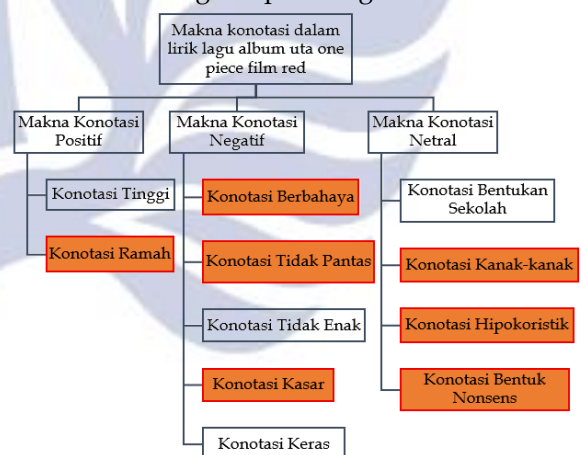 Makna konotasi dalam
lirik lagu album uta one
piece film red
Makna Konotasi
Positif
Konotasi Tinggi
Konotasi Ramah
Makna Konotasi
Negatif
Konotasi Berbahaya
Konotasi Tidak Pantas
Konotasi Tidak Enak
Konotasi Kasar
Konotasi Keras
Makna Konotasi
Netral
Konotasi Bentukan
Sekolah
Konotasi Kanak-kanak
Konotasi Hipokoristik
Konotasi Bentuk
Nonsens